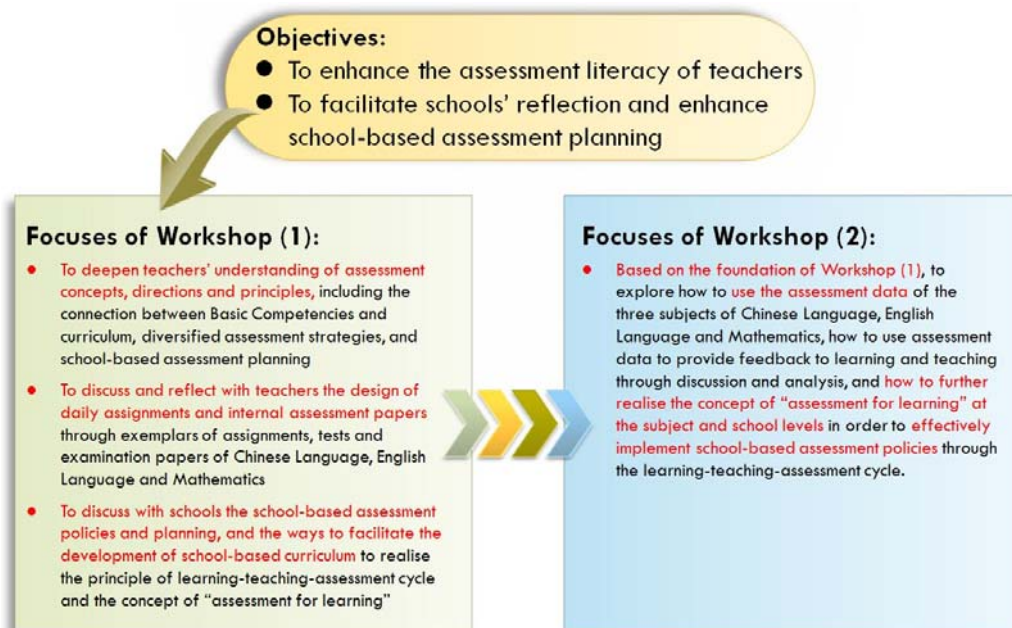 Objectives:
● To enhance the assessment literacy of teachers
● To facilitate schools' reflection and enhance
school-based assessment planning
Focuses of Workshop (1):
● To deepen teachers' understanding of assessment
concepts, directions and principles, including the
connection between Basic Competencies and
curriculum, diversified assessment strategies, and
school-based assessment planning
● To discuss and reflect with teachers the design of
daily assignments and internal assessment papers
through exemplars of assignments, tests and
examination papers of Chinese Language, English
Language and Mathematics
● To discuss with schools the school-based assessment
policies and planning, and the ways to facilitate the
development of school-based curriculum to realise
the principle of learning-teaching-assessment cycle
and the concept of "assessment for learning"
Focuses of Workshop (2):
● Based on the foundation of Workshop (1), to
explore how to use the assessment data of the
three subjects of Chinese Language, English
Language and Mathematics, how to use assessment
data to provide feedback to learning and teaching
through discussion and analysis, and how to further
realise the concept of "assessment for learning" at
the subject and school levels in order to effectively
implement school-based assessment policies through
the learning-teaching-assessment cycle.